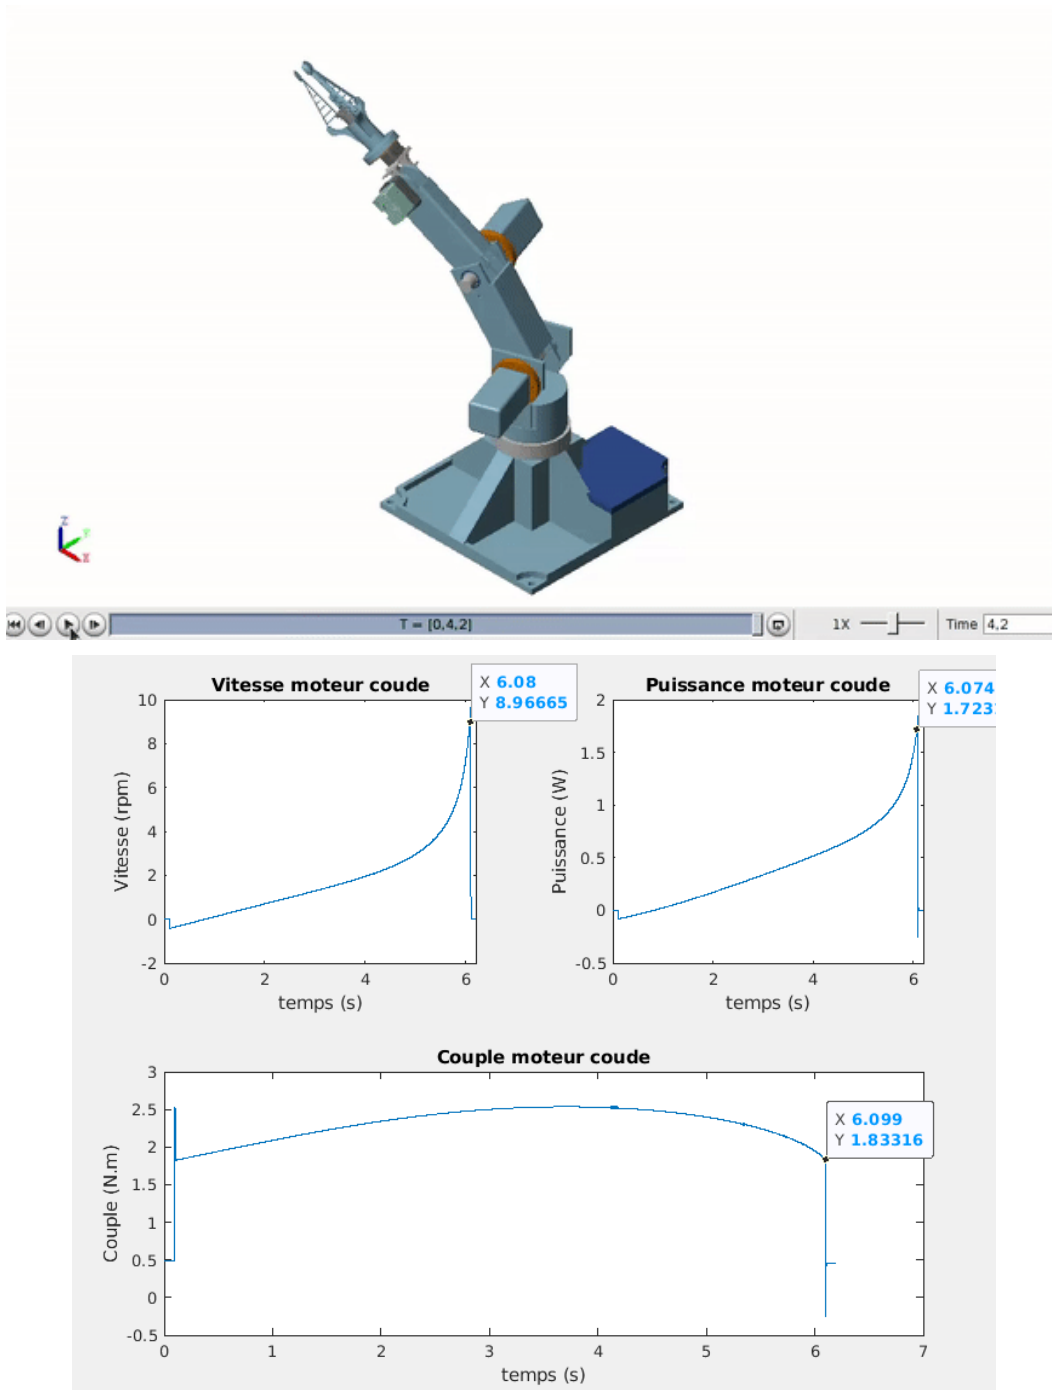 Z
Y
X
T = [0,4,2]
1X
Time 4,2
Vitesse moteur coude
X 6.08
Y 8.96665
10
8
6
4
2
0
-2
Vitesse (rpm)
0 2 4 6
temps (s)
Puissance moteur coude
X 6.074
Y 1.723
2
1.5
1
0.5
0
-0.5
Puissance (W)
0 2 4 6
temps (s)
Couple moteur coude
X 6.099
Y 1.83316
3
2.5
2
1.5
1
0.5
0
-0.5
Couple (N.m)
0 1 2 3 4 5 6 7
temps (s)